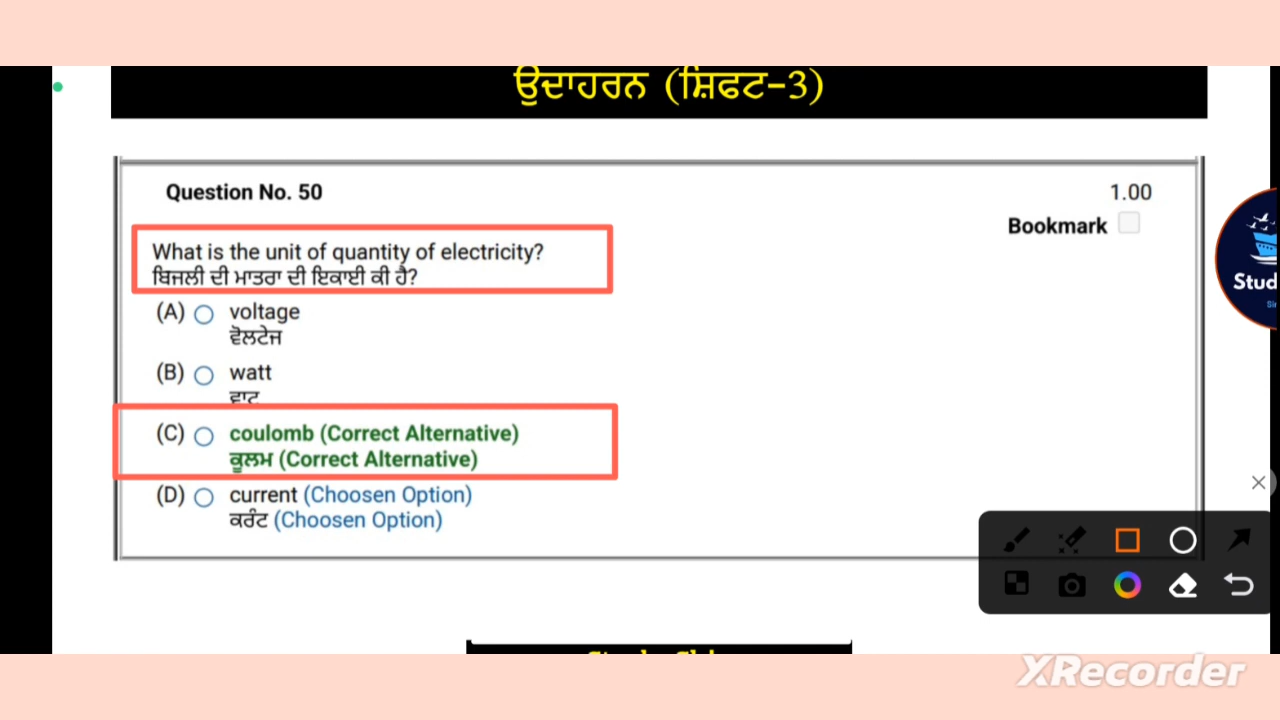 ਉਦਾਹਰਨ (ਸ਼ਿਫਟ-3)
Question No. 50
1.00
Bookmark
What is the unit of quantity of electricity?
ਬਿਜਲੀ ਦੀ ਮਾਤਰਾ ਦੀ ਇਕਾਈ ਕੀ ਹੈ?
(A) voltage
ਵੋਲਟੇਜ
(B) watt
ਵਾਟ
(C) coulomb (Correct Alternative)
ਕੂਲਮ (Correct Alternative)
(D) current (Choosen Option)
ਕਰੰਟ (Choosen Option)
Stud
XRecorder